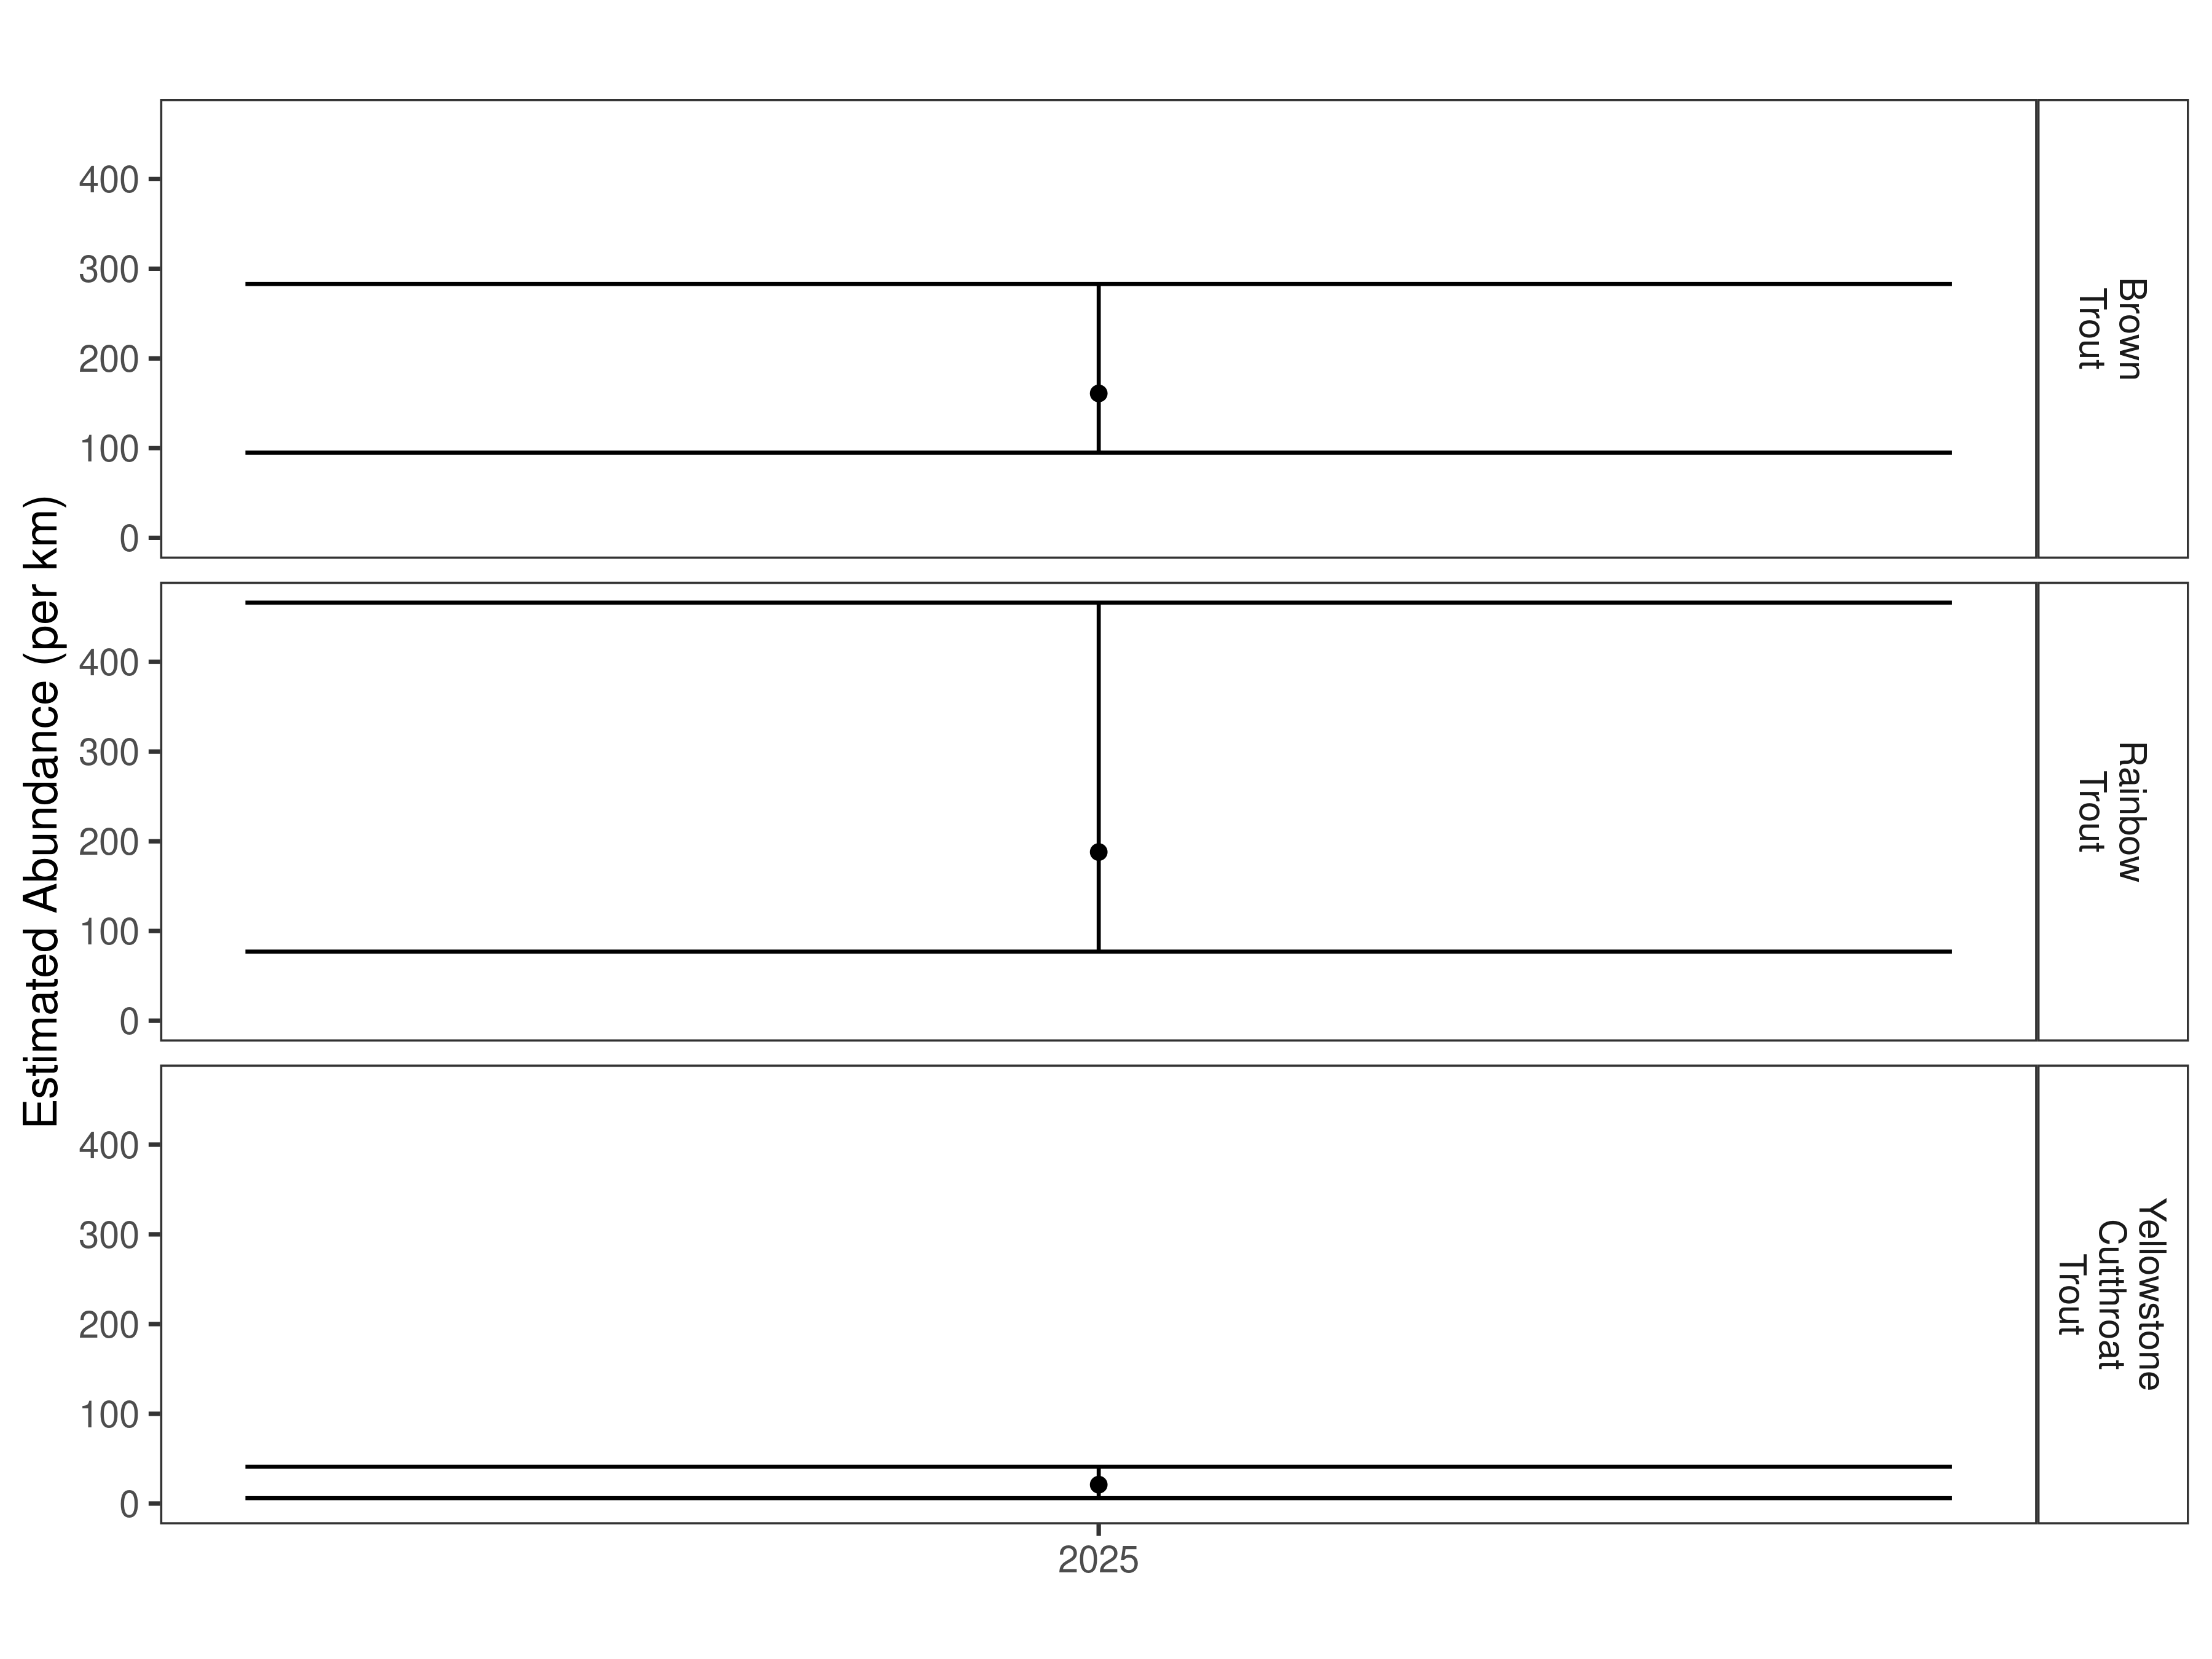 Estimated Abundance (per km)
400
300
200
100
0
Brown
Trout
400
300
200
100
0
Rainbow
Trout
400
300
200
100
0
Yellowstone
Cutthroat
Trout
2025